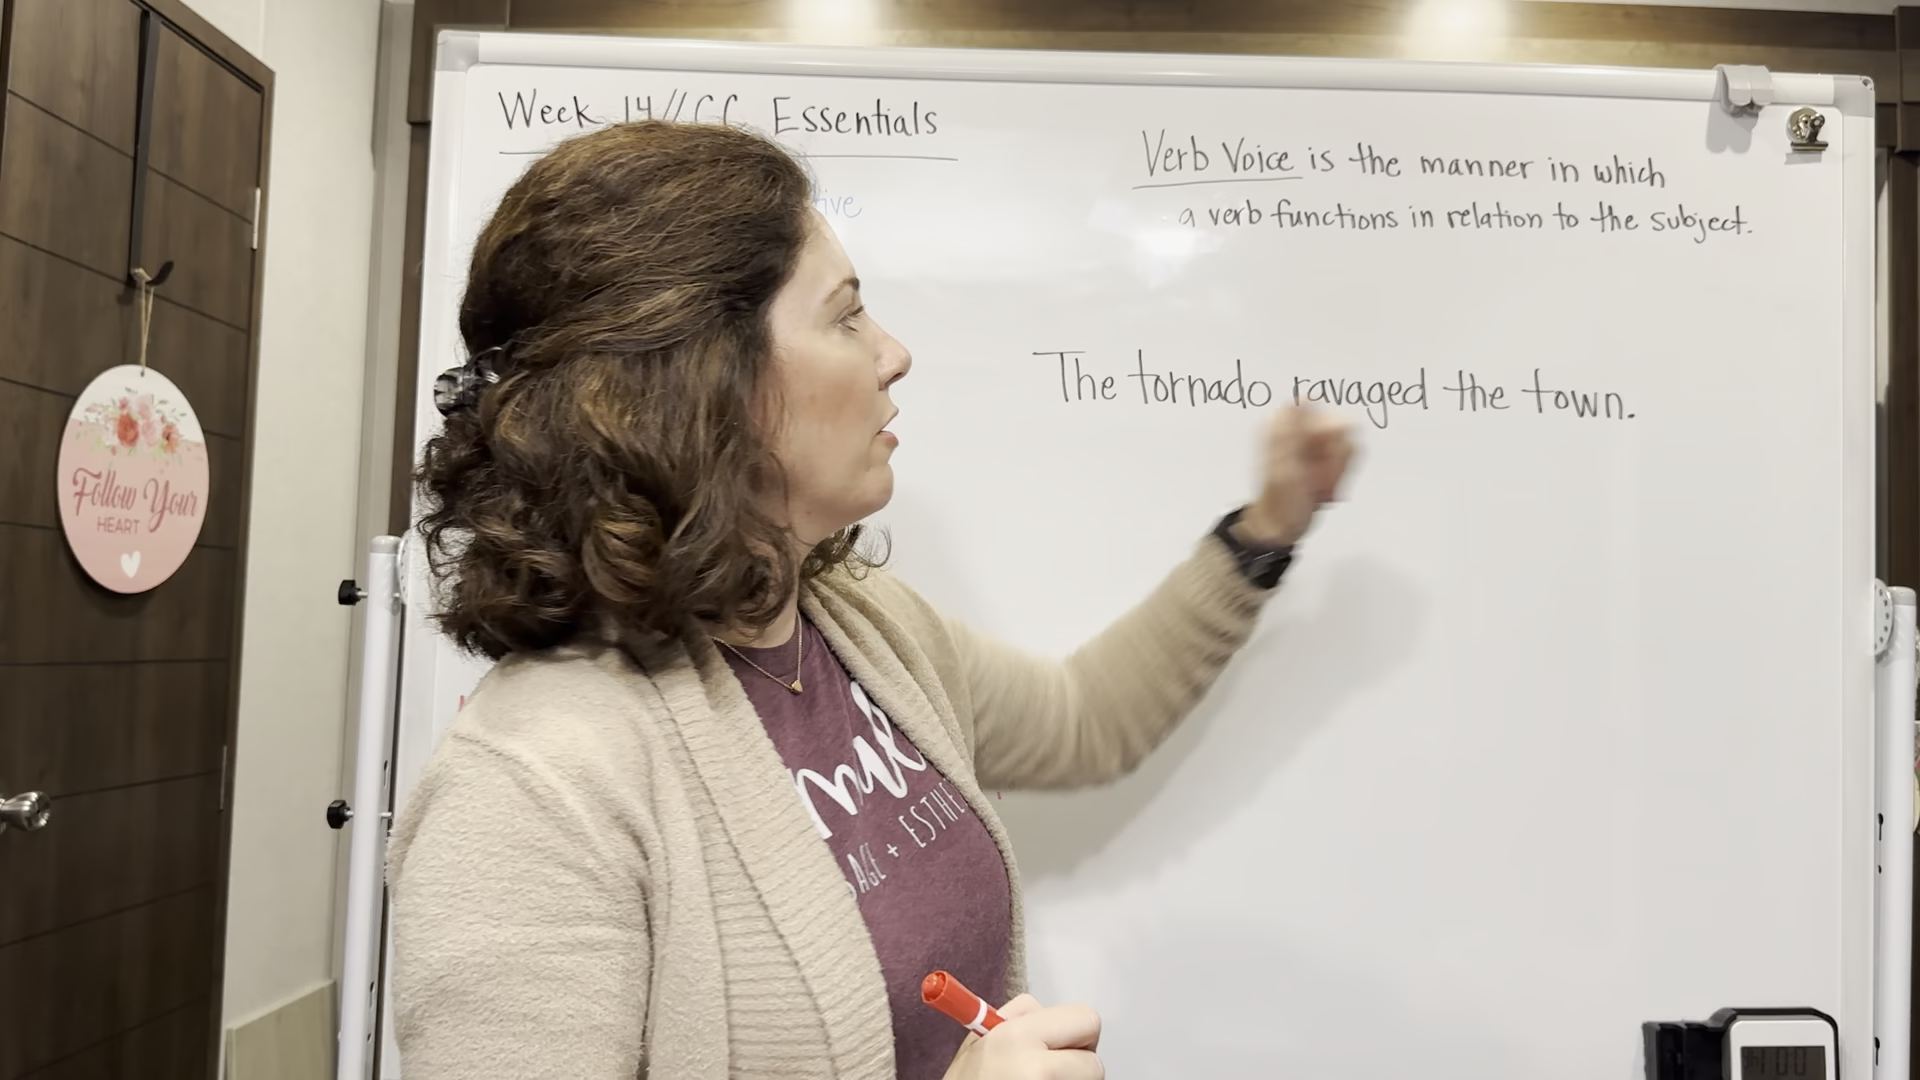 Week 14//CC Essentials
Verb Voice is the manner in which
a verb functions in relation to the subject.
The tornado ravaged the town.
Follow Your
HEART